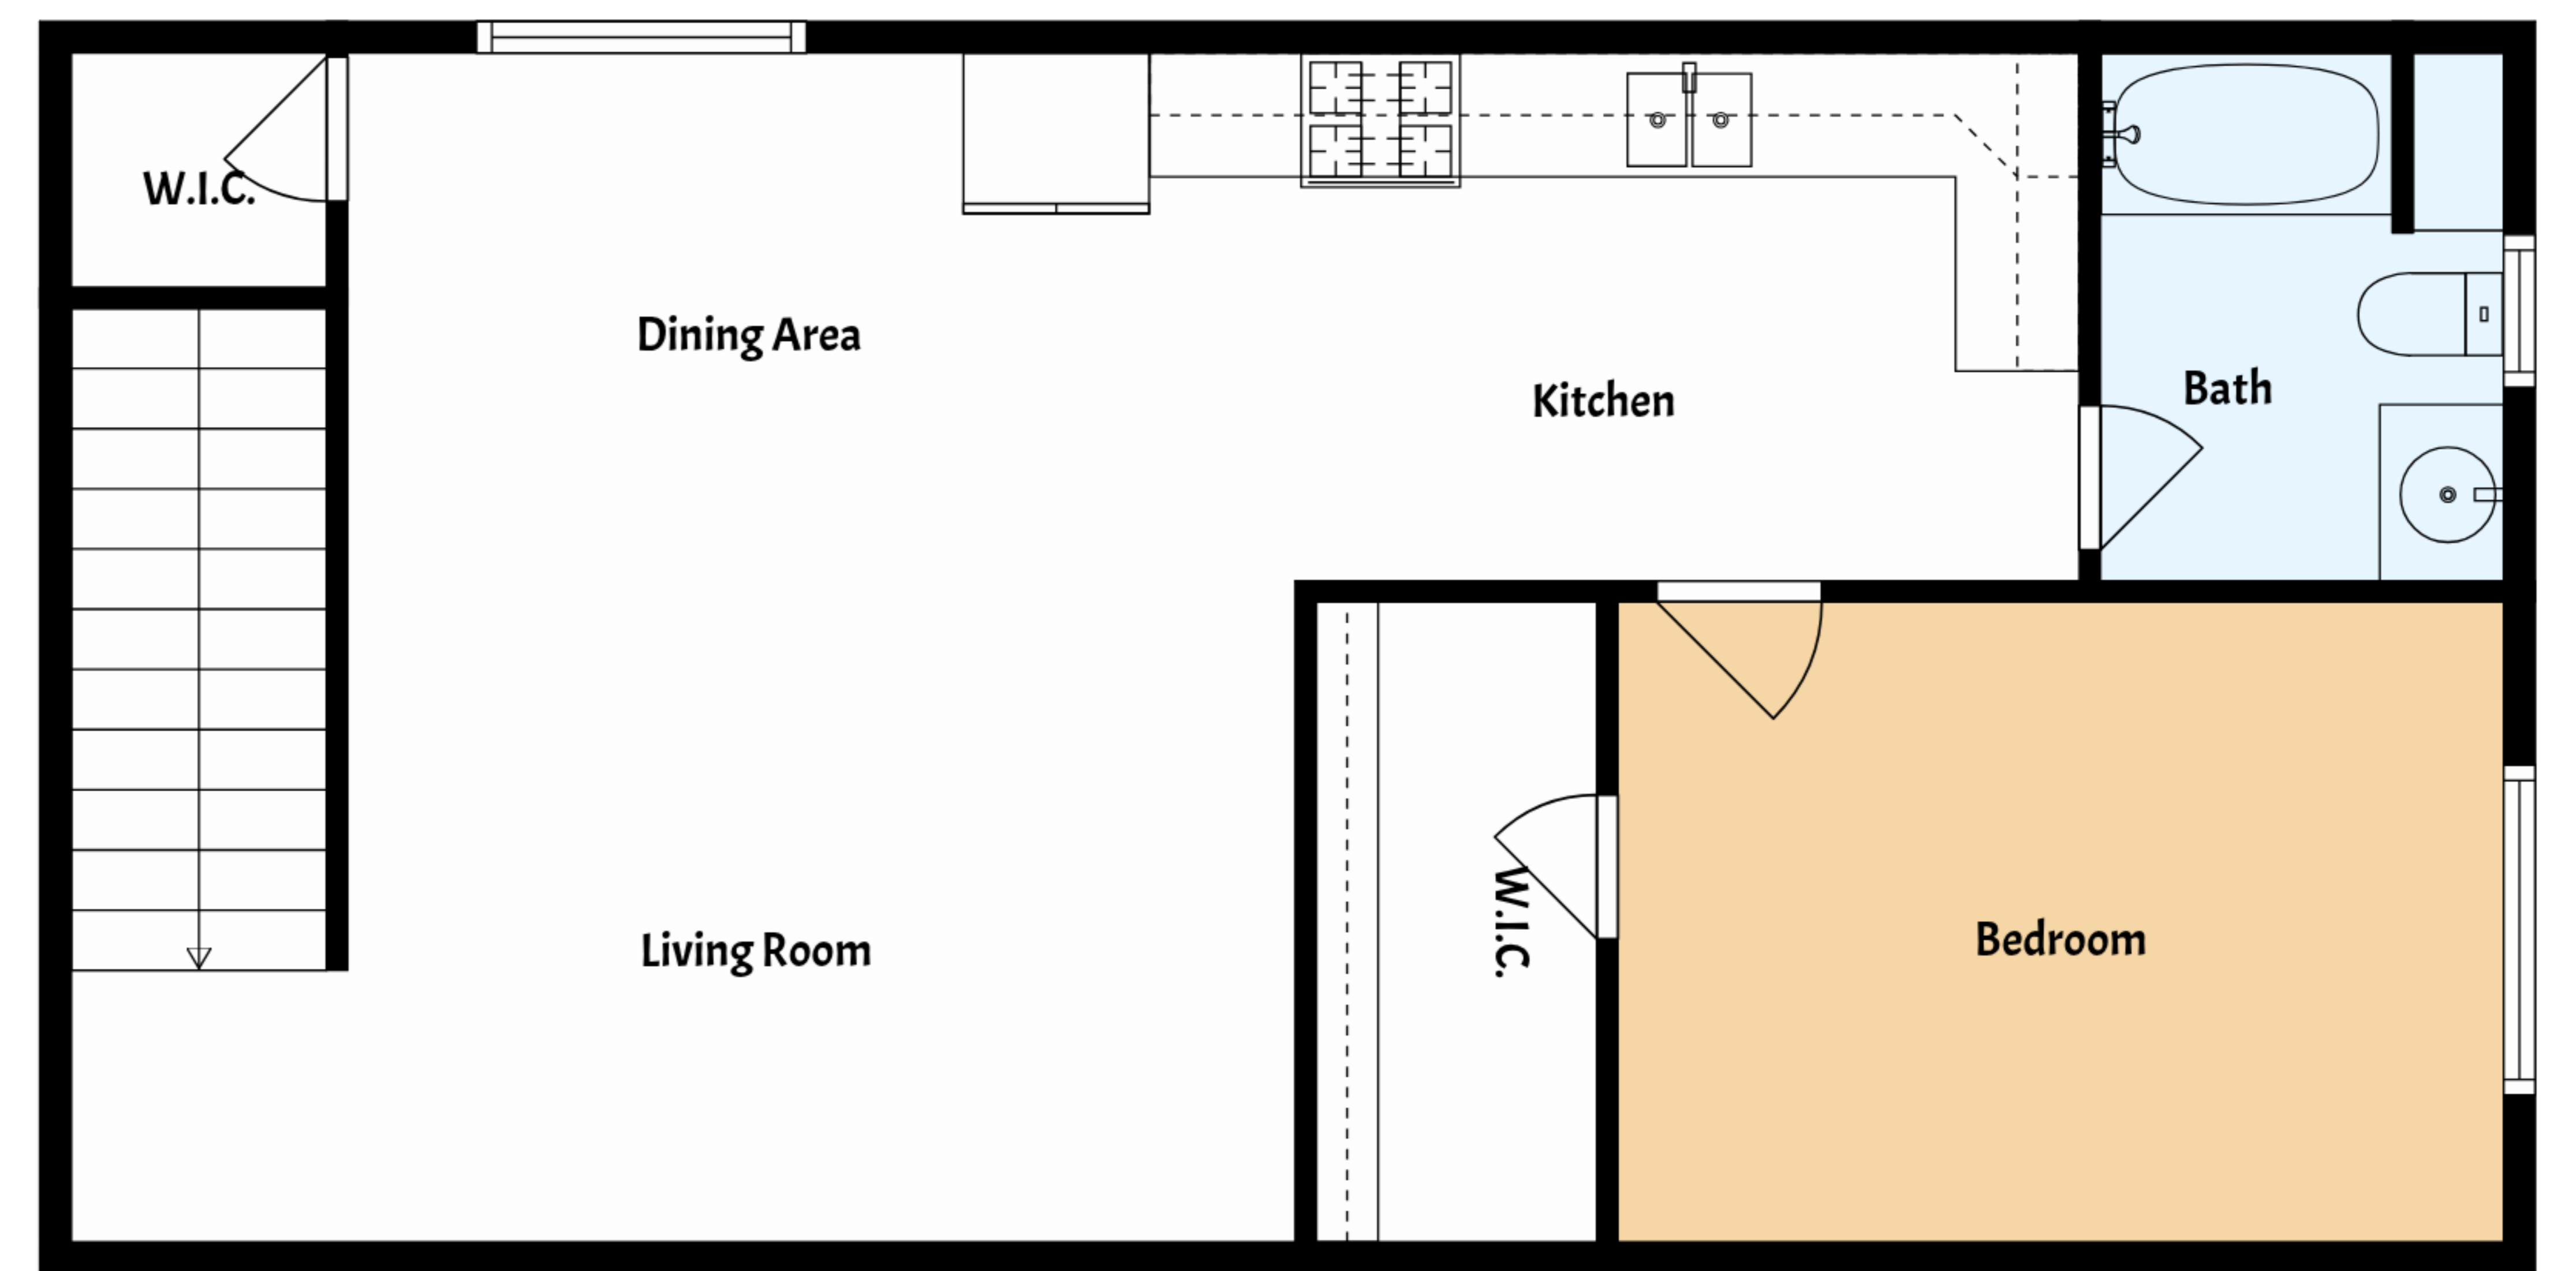 W.I.C.
Dining Area
Kitchen
Bath
Living Room
W.I.C.
Bedroom